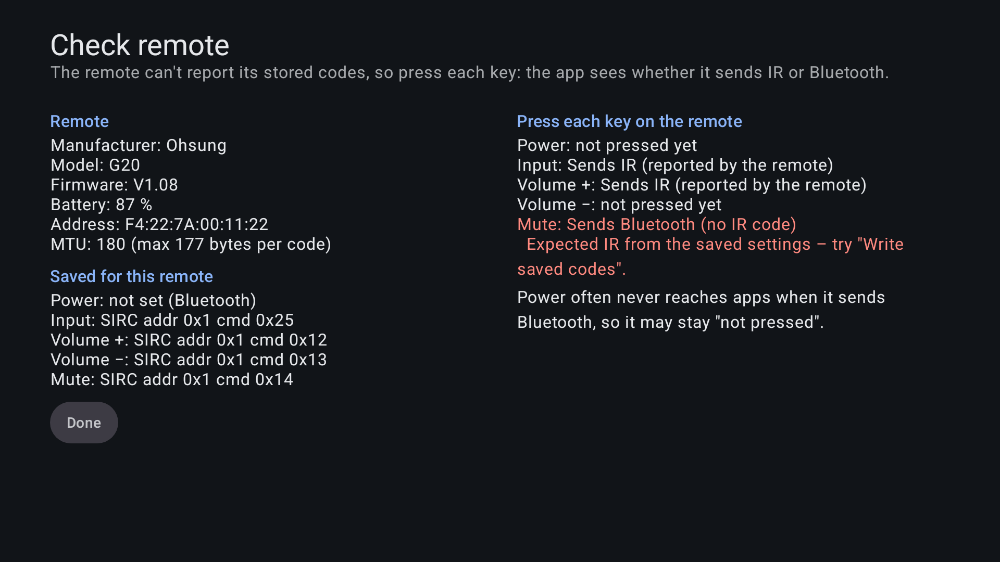 Check remote
The remote can't report its stored codes, so press each key: the app sees whether it sends IR or Bluetooth.
Remote
Manufacturer: Ohsung
Model: G20
Firmware: V1.08
Battery: 87 %
Address: F4:22:7A:00:11:22
MTU: 180 (max 177 bytes per code)
Saved for this remote
Power: not set (Bluetooth)
Input: SIRC addr 0x1 cmd 0x25
Volume +: SIRC addr 0x1 cmd 0x12
Volume −: SIRC addr 0x1 cmd 0x13
Mute: SIRC addr 0x1 cmd 0x14
Done
Press each key on the remote
Power: not pressed yet
Input: Sends IR (reported by the remote)
Volume +: Sends IR (reported by the remote)
Volume −: not pressed yet
Mute: Sends Bluetooth (no IR code)
Expected IR from the saved settings – try "Write
saved codes".
Power often never reaches apps when it sends
Bluetooth, so it may stay "not pressed".